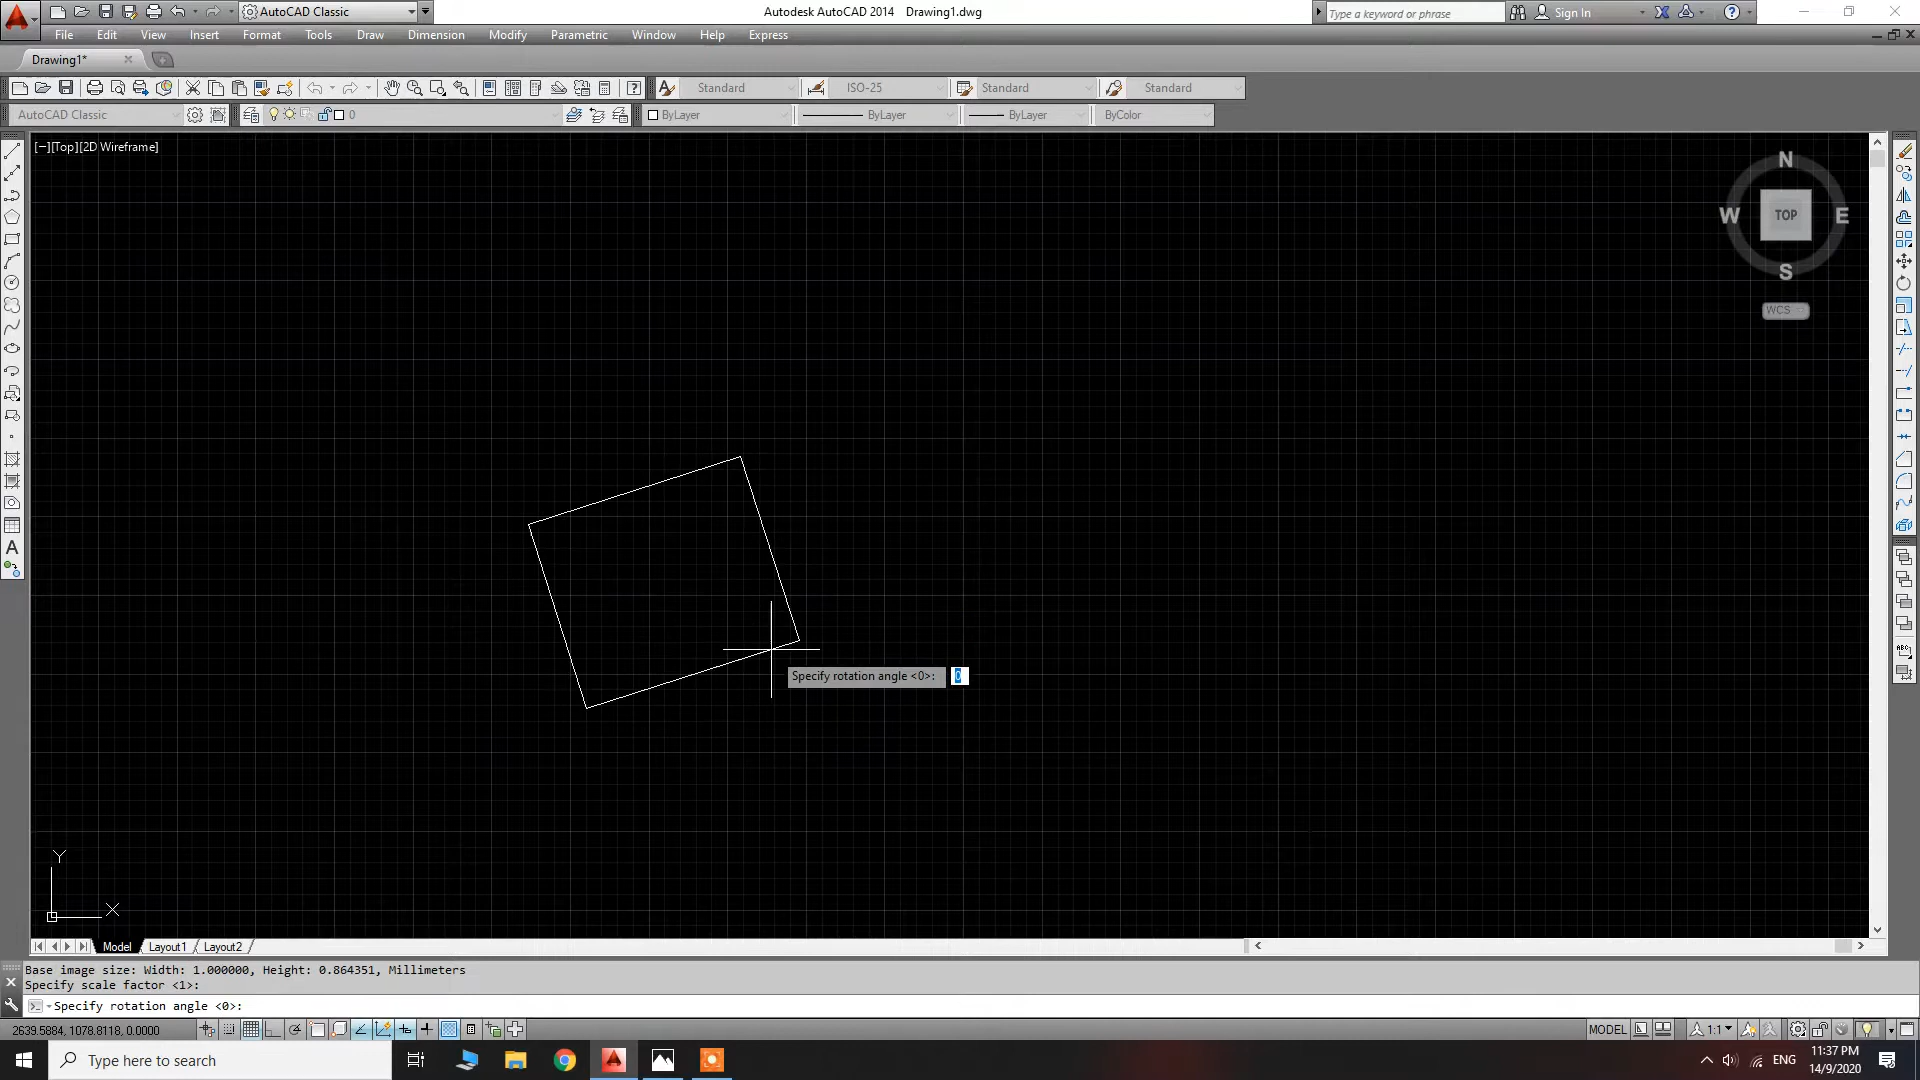 AutoCAD Classic
Autodesk AutoCAD 2014 Drawing1.dwg
Type a keyword or phrase
Sign In
File Edit View Insert Format Tools Draw Dimension Modify Parametric Window Help Express
Drawing1*
Standard ISO-25 Standard Standard
AutoCAD Classic 0 ByLayer ByLayer ByLayer ByColor
[−][Top][2D Wireframe]
N
W TOP E
S
WCS
A
Specify rotation angle <0>: 0
Y
X
Model Layout1 Layout2
Base image size: Width: 1.000000, Height: 0.864351, Millimeters
Specify scale factor <1>:
Specify rotation angle <0>:
2639.5884, 1078.8118, 0.0000 MODEL 1:1
Type here to search
ENG
11:37 PM
14/9/2020